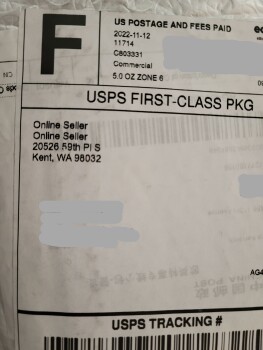 F
US POSTAGE AND FEES PAID
2022-11-12
11714
C803331
Commercial
5.0 OZ ZONE 6
USPS FIRST-CLASS PKG
Online Seller
Online Seller
20526 59th Pl S
Kent, WA 98032
USPS TRACKING #